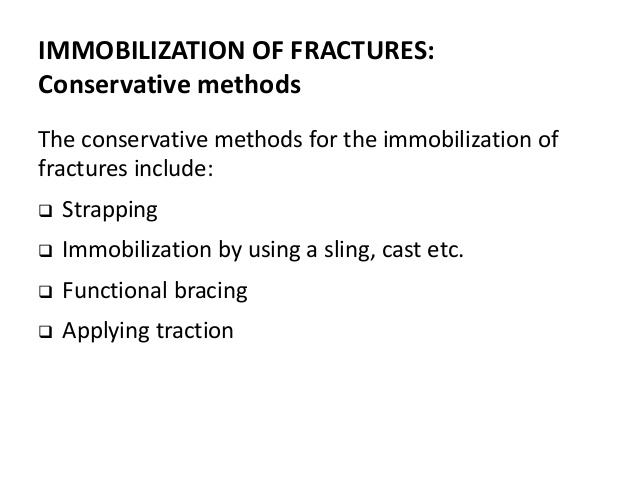 IMMOBILIZATION OF FRACTURES:
Conservative methods
The conservative methods for the immobilization of
fractures include:
❑ Strapping
❑ Immobilization by using a sling, cast etc.
❑ Functional bracing
❑ Applying traction